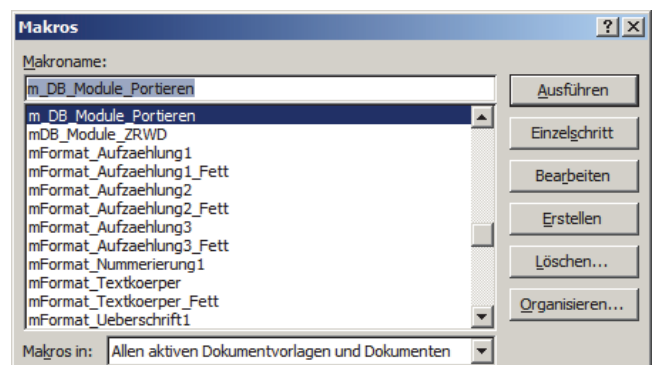 Makros
Makroname:
m_DB_Module_Portieren
Ausführen
m_DB_Module_Portieren
mDB_Module_ZRWD
Einzelschritt
mFormat_Aufzaehlung1
mFormat_Aufzaehlung1_Fett
Bearbeiten
mFormat_Aufzaehlung2
mFormat_Aufzaehlung2_Fett
Erstellen
mFormat_Aufzaehlung3
mFormat_Aufzaehlung3_Fett
Löschen...
mFormat_Nummerierung1
mFormat_Textkoerper
mFormat_Textkoerper_Fett
Organisieren...
mFormat_Ueberschrift1
Makros in: Allen aktiven Dokumentvorlagen und Dokumenten